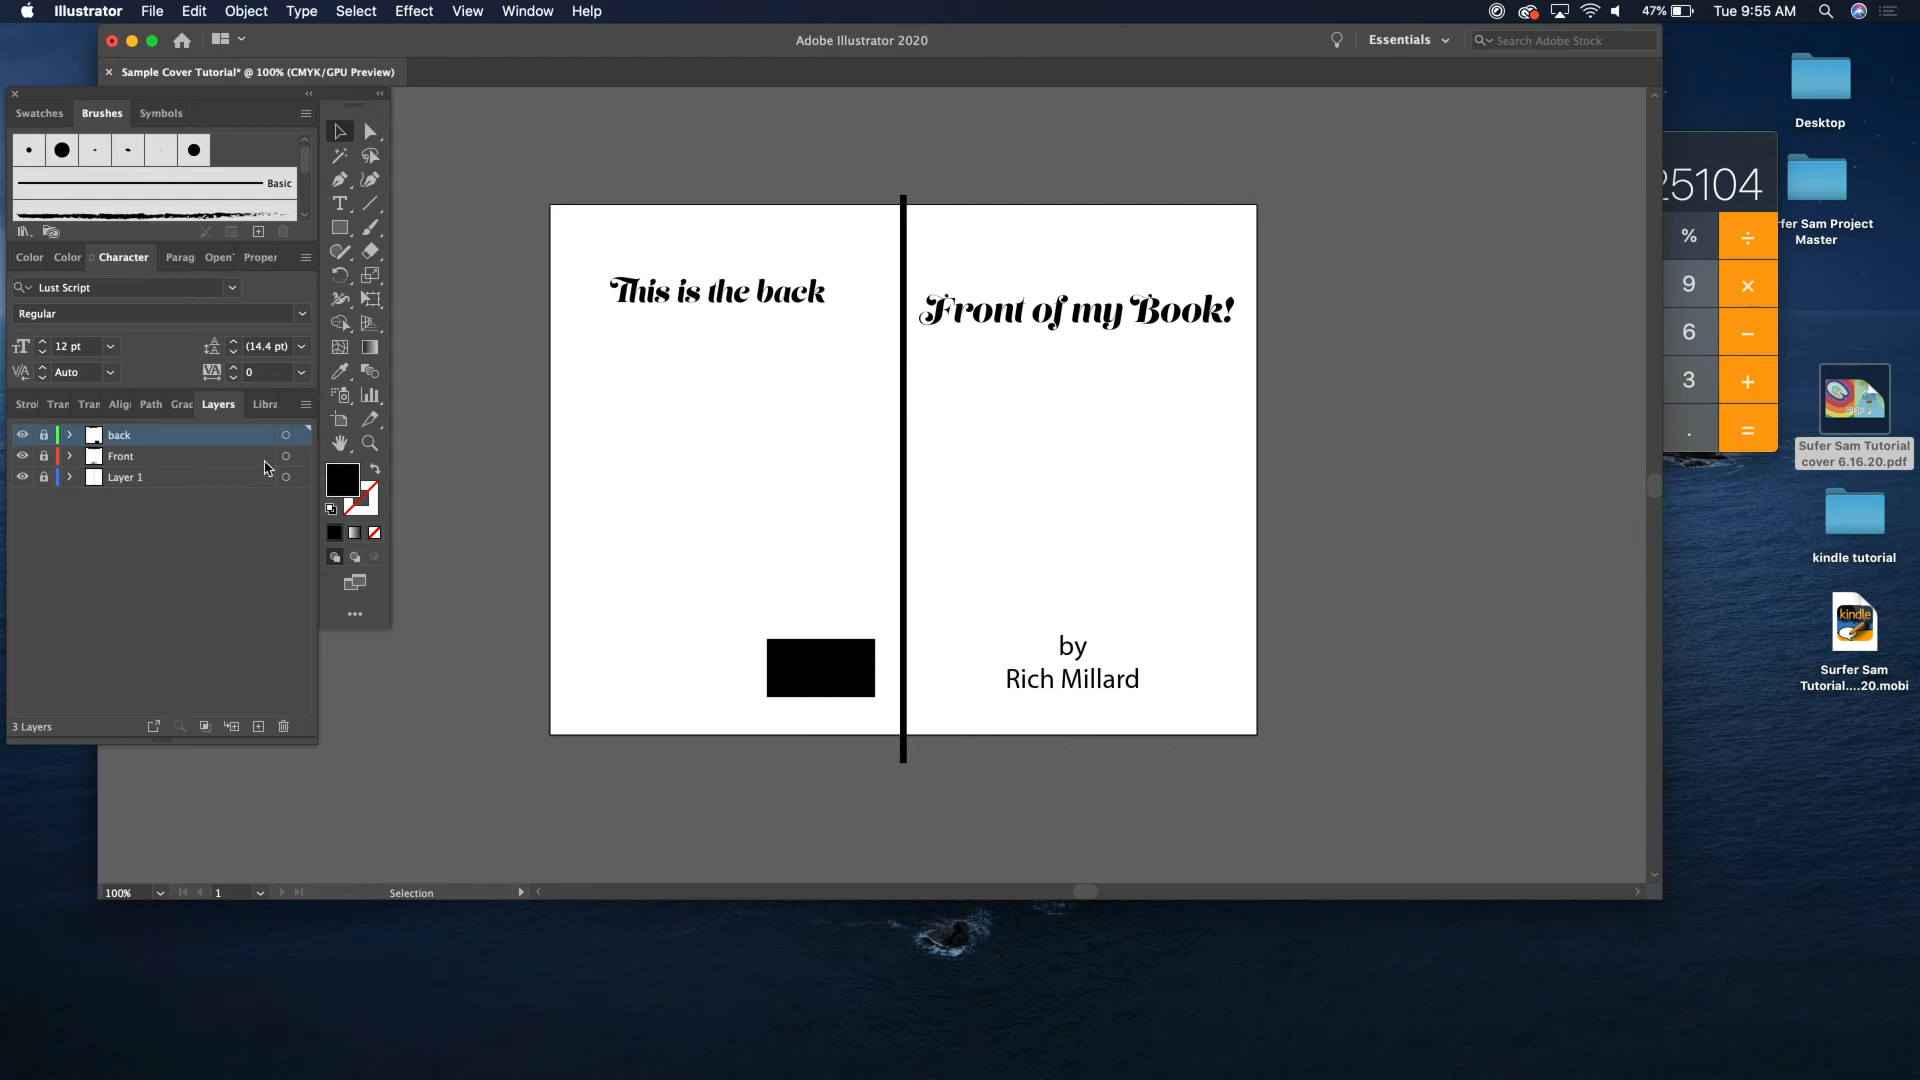 Illustrator File Edit Object Type Select Effect View Window Help
47% Tue 9:55 AM
Adobe Illustrator 2020
Essentials
Search Adobe Stock
× Sample Cover Tutorial* @ 100% (CMYK/GPU Preview)
Swatches Brushes Symbols
Basic
Color Color Character Parag Open Proper
Lust Script
Regular
12 pt (14.4 pt)
Auto 0
Tran Tran Align Path Grac Layers Libra
back
Front
Layer 1
3 Layers
This is the back
Front of my Book!
by
Rich Millard
100% 1 Selection
25104
% ÷
9 ×
6 −
3 +
. =
Desktop
rfer Sam Project
Master
PDF
Sufer Sam Tutorial
cover 6.16.20.pdf
kindle tutorial
kindle
Surfer Sam
Tutorial....20.mobi